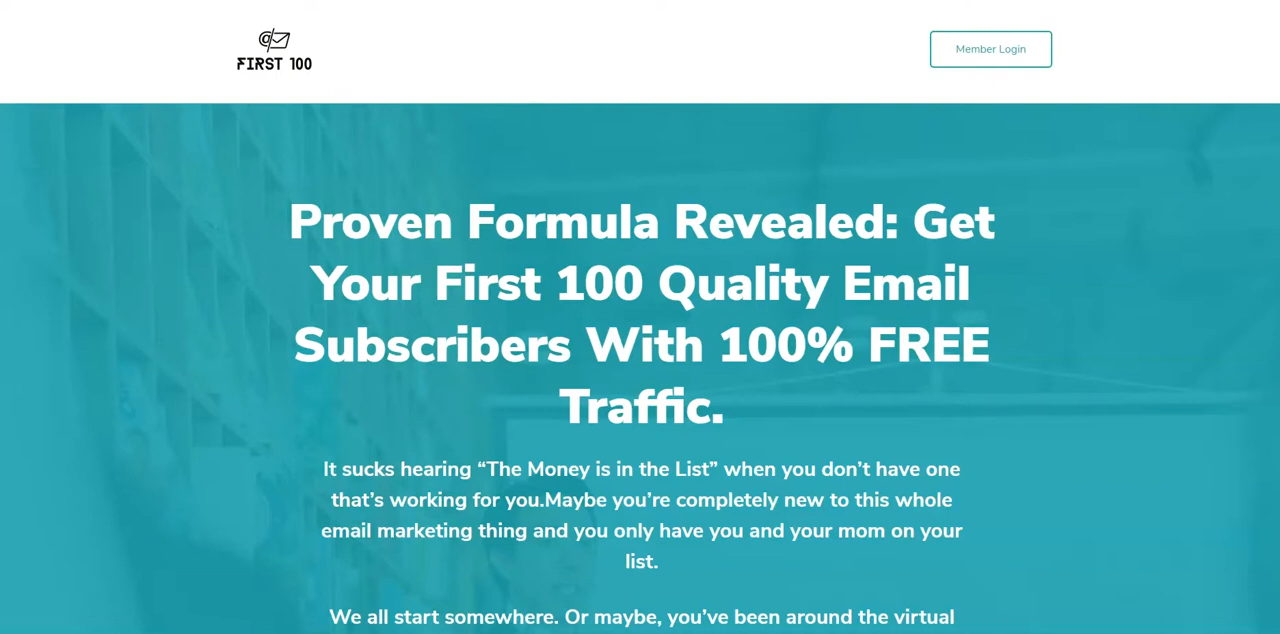 FIRST 100
Member Login
Proven Formula Revealed: Get
Your First 100 Quality Email
Subscribers With 100% FREE
Traffic.
It sucks hearing “The Money is in the List” when you don’t have one
that’s working for you.Maybe you’re completely new to this whole
email marketing thing and you only have you and your mom on your
list.
We all start somewhere. Or maybe, you’ve been around the virtual